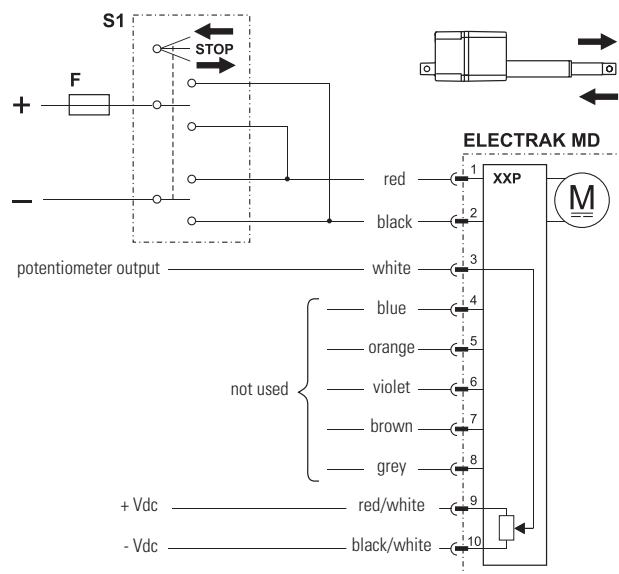 S1
STOP
F
+
−
ELECTRAK MD
XXP
M
red 1
black 2
potentiometer output white 3
blue 4
orange 5
not used violet 6
brown 7
grey 8
+ Vdc red/white 9
- Vdc black/white 10